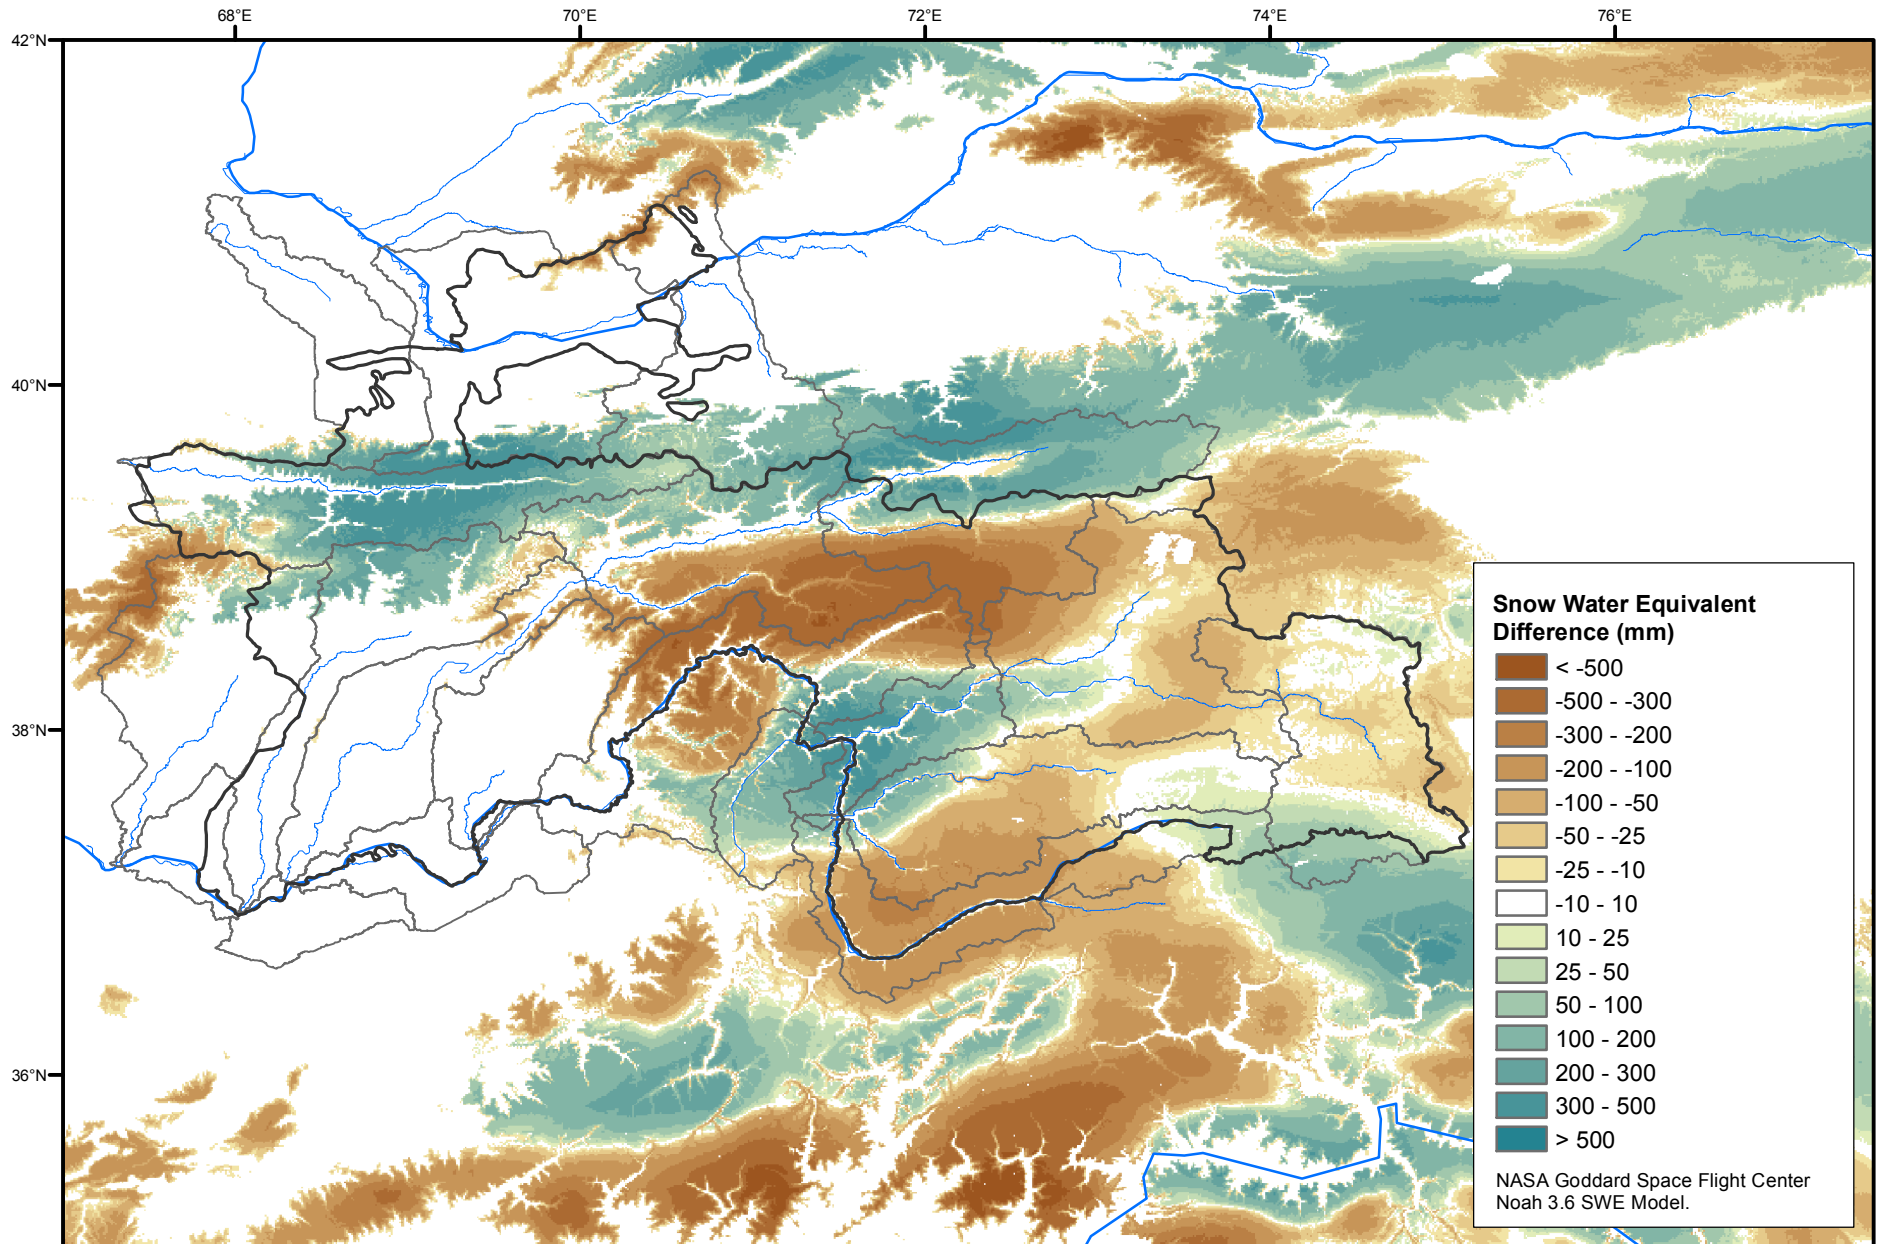 68°E 70°E 72°E 74°E 76°E
42°N
40°N
38°N
36°N
Snow Water Equivalent
Difference (mm)
< -500
-500 - -300
-300 - -200
-200 - -100
-100 - -50
-50 - -25
-25 - -10
-10 - 10
10 - 25
25 - 50
50 - 100
100 - 200
200 - 300
300 - 500
> 500
NASA Goddard Space Flight Center
Noah 3.6 SWE Model.